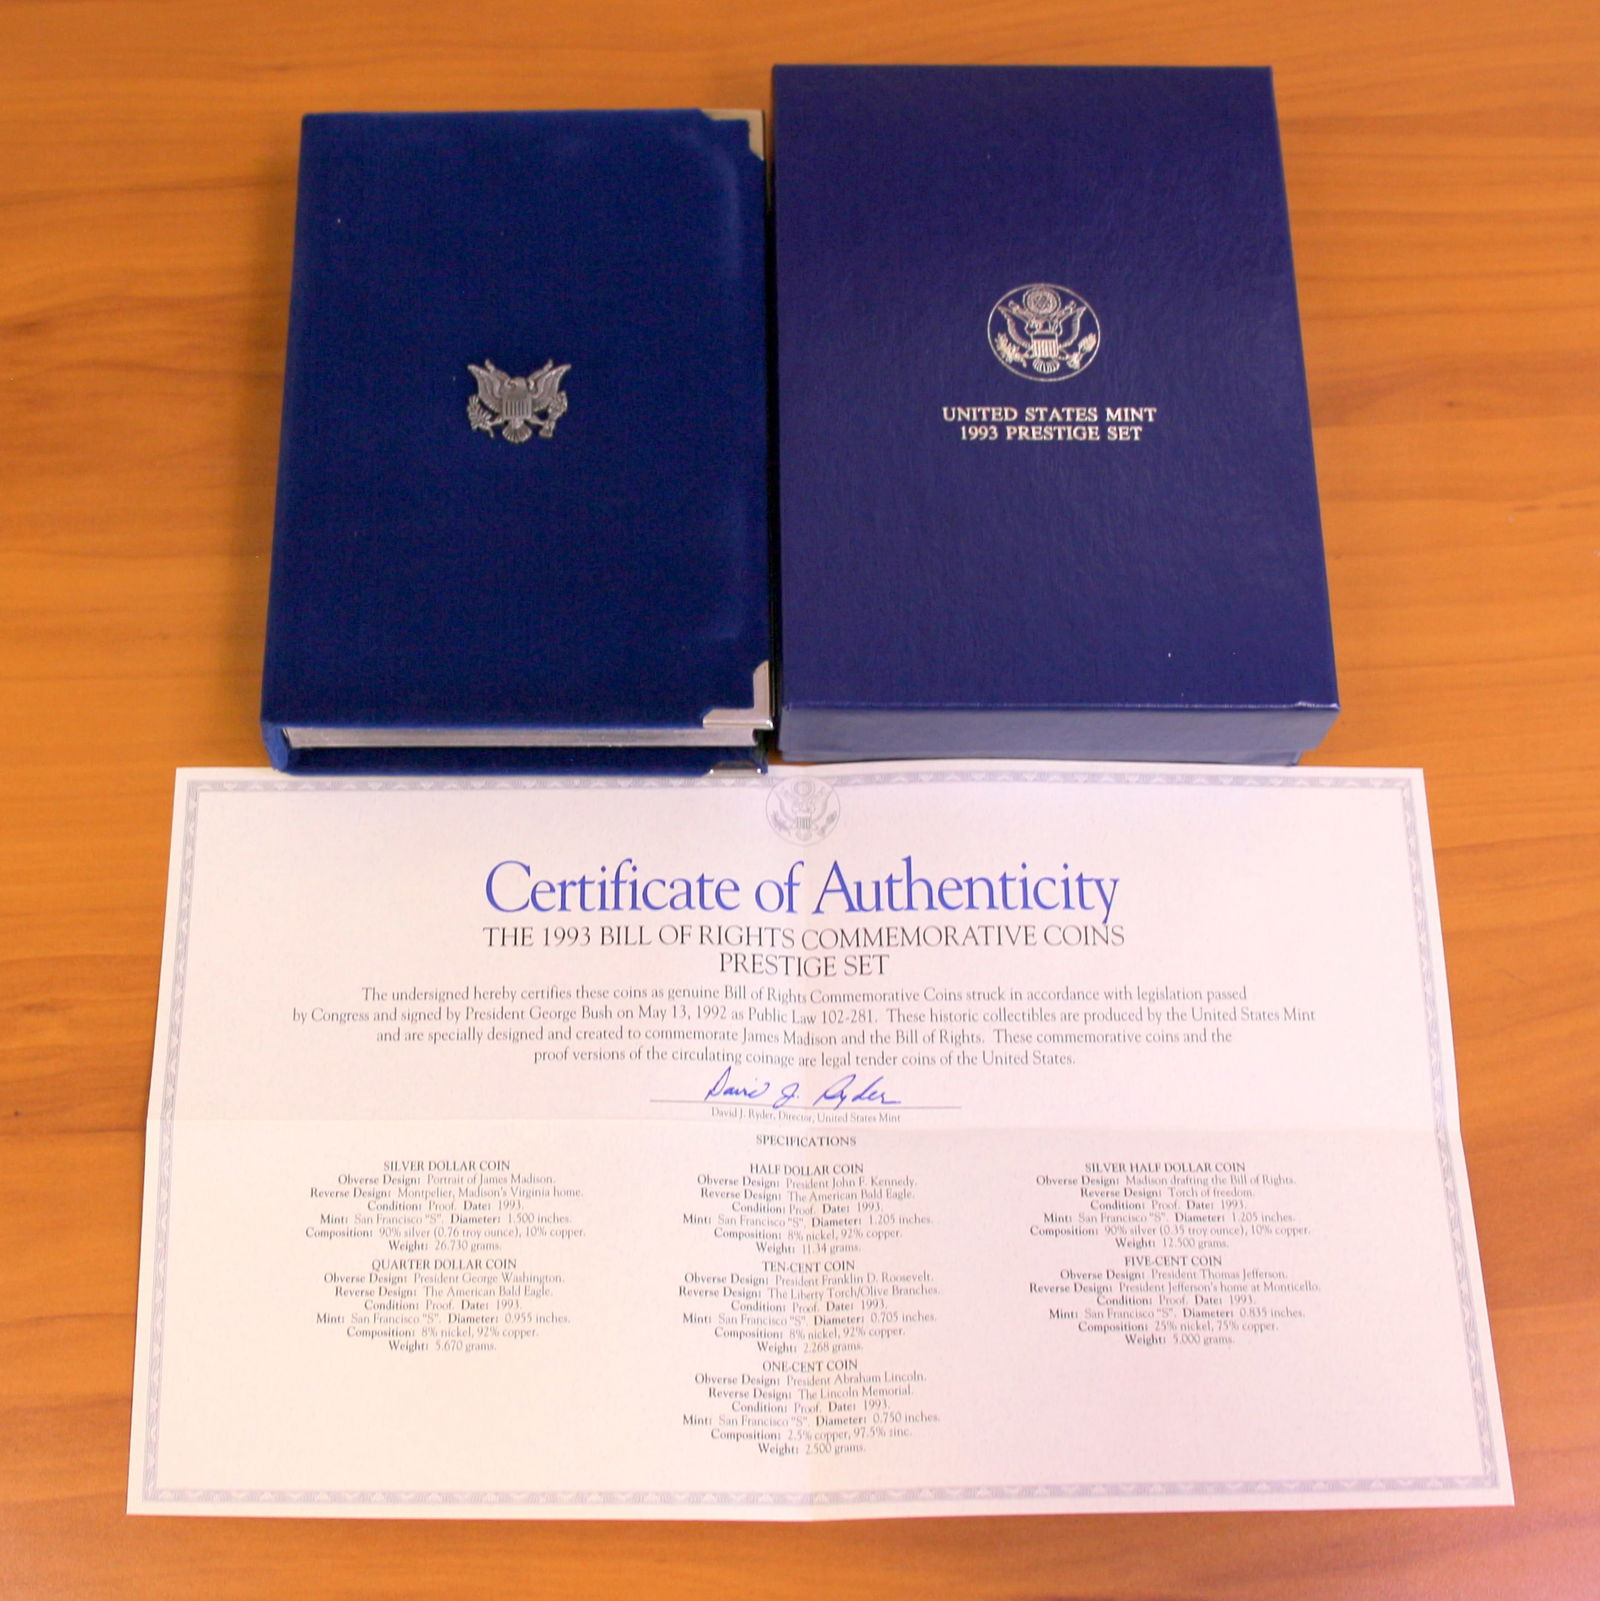 UNITED STATES MINT
1993 PRESTIGE SET
Certificate of Authenticity
THE 1993 BILL OF RIGHTS COMMEMORATIVE COINS
PRESTIGE SET
The undersigned hereby certifies these coins as genuine Bill of Rights Commemorative Coins struck in accordance with legislation passed
by Congress and signed by President George Bush on May 13, 1992 as Public Law 102-281. These historic collectibles are produced by the United States Mint
and are specially designed and created to commemorate James Madison and the Bill of Rights. These commemorative coins and the
proof versions of the circulating coinage are legal tender coins of the United States.
David J. Ryder
David J. Ryder, Director, United States Mint
SPECIFICATIONS
SILVER DOLLAR COIN
Obverse Design: Portrait of James Madison.
Reverse Design: Montpelier, Madison's Virginia home.
Condition: Proof. Date: 1993.
Mint: San Francisco "S". Diameter: 1.500 inches.
Composition: 90% silver (0.76 troy ounce), 10% copper.
Weight: 26.730 grams.
HALF DOLLAR COIN
Obverse Design: President John F. Kennedy.
Reverse Design: The American Bald Eagle.
Condition: Proof. Date: 1993.
Mint: San Francisco "S". Diameter: 1.205 inches.
Composition: 8% nickel, 92% copper.
Weight: 11.34 grams.
SILVER HALF DOLLAR COIN
Obverse Design: Madison drafting the Bill of Rights.
Reverse Design: Torch of freedom.
Condition: Proof. Date: 1993.
Mint: San Francisco "S". Diameter: 1.205 inches.
Composition: 90% silver (0.35 troy ounce), 10% copper.
Weight: 12.500 grams.
QUARTER DOLLAR COIN
Obverse Design: President George Washington.
Reverse Design: The American Bald Eagle.
Condition: Proof. Date: 1993.
Mint: San Francisco "S". Diameter: 0.955 inches.
Composition: 8% nickel, 92% copper.
Weight: 5.670 grams.
TEN-CENT COIN
Obverse Design: President Franklin D. Roosevelt.
Reverse Design: The Liberty Torch/Olive Branches.
Condition: Proof. Date: 1993.
Mint: San Francisco "S". Diameter: 0.705 inches.
Composition: 8% nickel, 92% copper.
Weight: 2.268 grams.
FIVE-CENT COIN
Obverse Design: President Thomas Jefferson.
Reverse Design: President Jefferson's home at Monticello.
Condition: Proof. Date: 1993.
Mint: San Francisco "S". Diameter: 0.835 inches.
Composition: 25% nickel, 75% copper.
Weight: 5.000 grams.
ONE-CENT COIN
Obverse Design: President Abraham Lincoln.
Reverse Design: The Lincoln Memorial.
Condition: Proof. Date: 1993.
Mint: San Francisco "S". Diameter: 0.750 inches.
Composition: 2.5% copper, 97.5% zinc.
Weight: 2.500 grams.